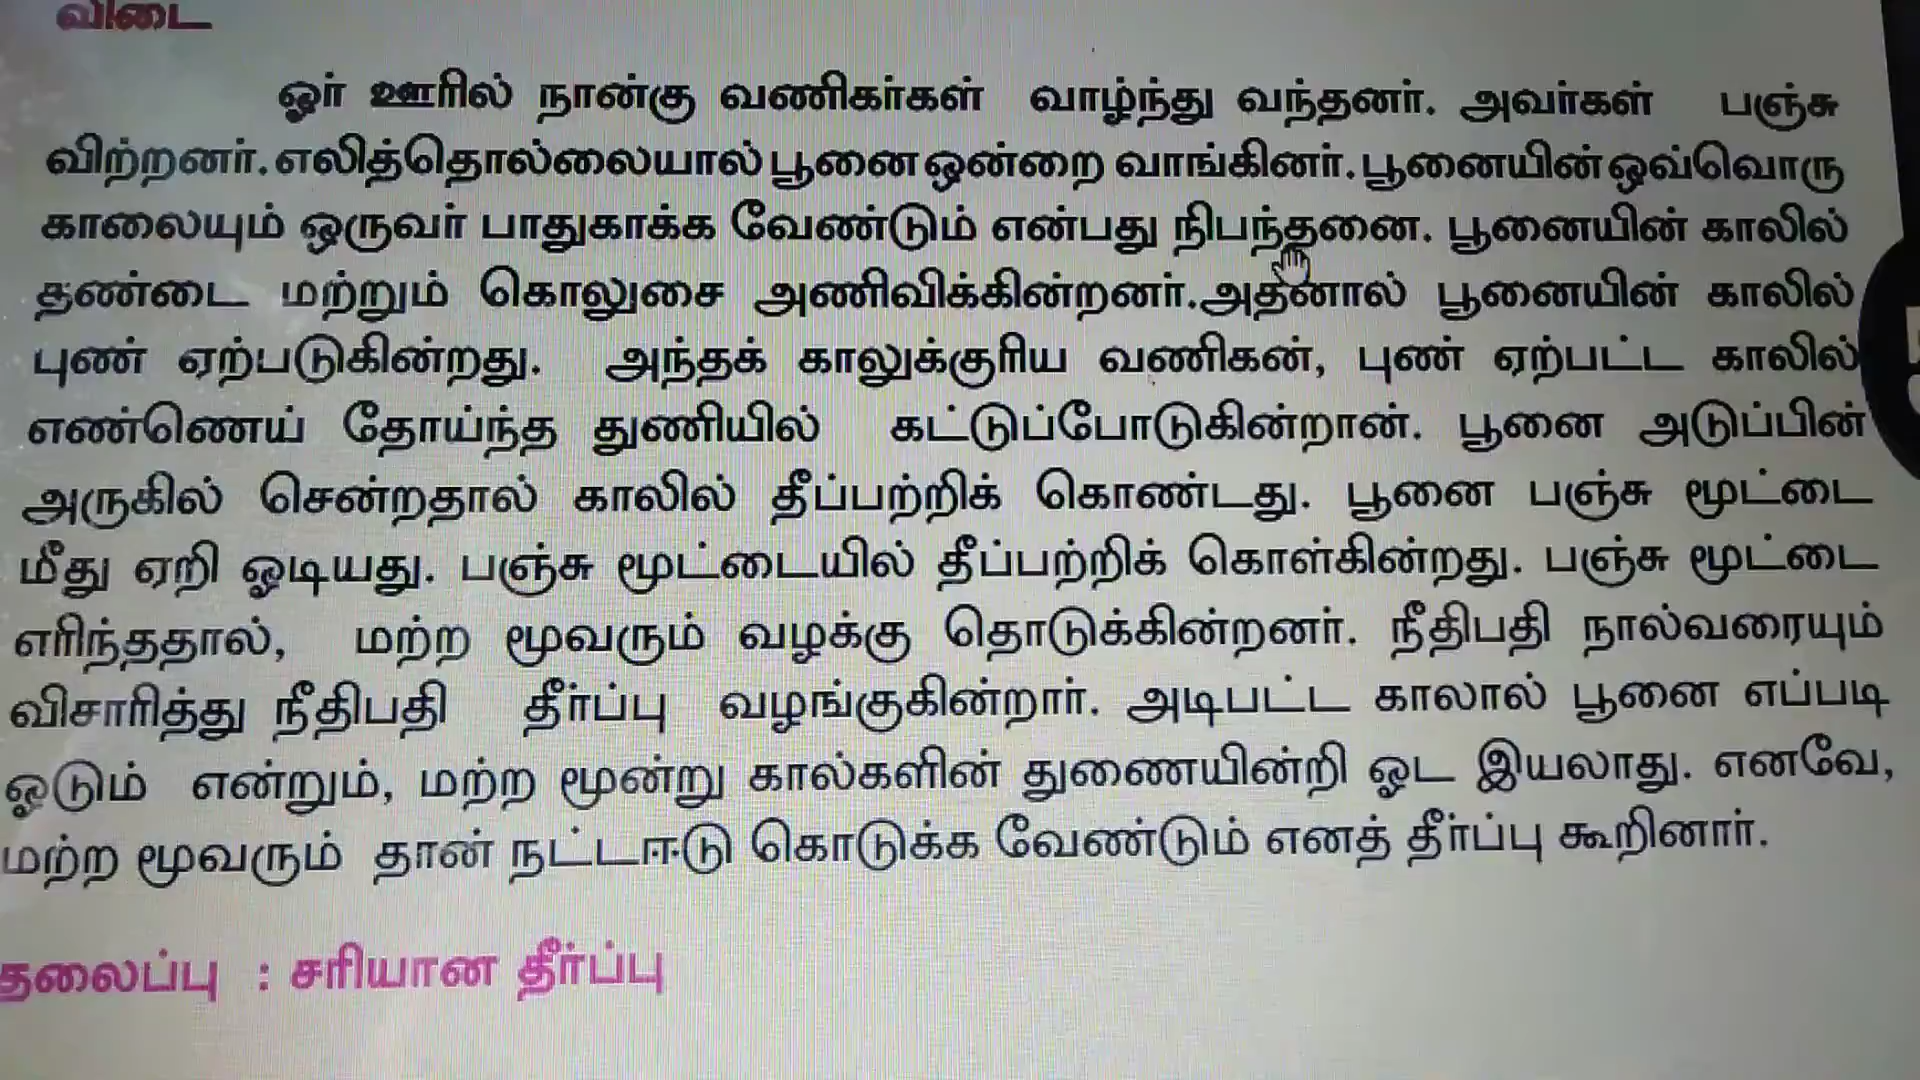 விடை
ஓர் ஊரில் நான்கு வணிகர்கள் வாழ்ந்து வந்தனர். அவர்கள் பஞ்சு
விற்றனர். எலித்தொல்லையால் பூனை ஒன்றை வாங்கினர். பூனையின் ஒவ்வொரு
காலையும் ஒருவர் பாதுகாக்க வேண்டும் என்பது நிபந்தனை. பூனையின் காலில்
தண்டை மற்றும் கொலுசை அணிவிக்கின்றனர். அதனால் பூனையின் காலில்
புண் ஏற்படுகின்றது. அந்தக் காலுக்குரிய வணிகன், புண் ஏற்பட்ட காலில்
எண்ணெய் தோய்ந்த துணியில் கட்டுப்போடுகின்றான். பூனை அடுப்பின்
அருகில் சென்றதால் காலில் தீப்பற்றிக் கொண்டது. பூனை பஞ்சு மூட்டை
மீது ஏறி ஓடியது. பஞ்சு மூட்டையில் தீப்பற்றிக் கொள்கின்றது. பஞ்சு மூட்டை
எரிந்ததால், மற்ற மூவரும் வழக்கு தொடுக்கின்றனர். நீதிபதி நால்வரையும்
விசாரித்து நீதிபதி தீர்ப்பு வழங்குகின்றார். அடிபட்ட காலால் பூனை எப்படி
ஓடும் என்றும், மற்ற மூன்று கால்களின் துணையின்றி ஓட இயலாது. எனவே,
மற்ற மூவரும் தான் நட்டஈடு கொடுக்க வேண்டும் எனத் தீர்ப்பு கூறினார்.
தலைப்பு : சரியான தீர்ப்பு